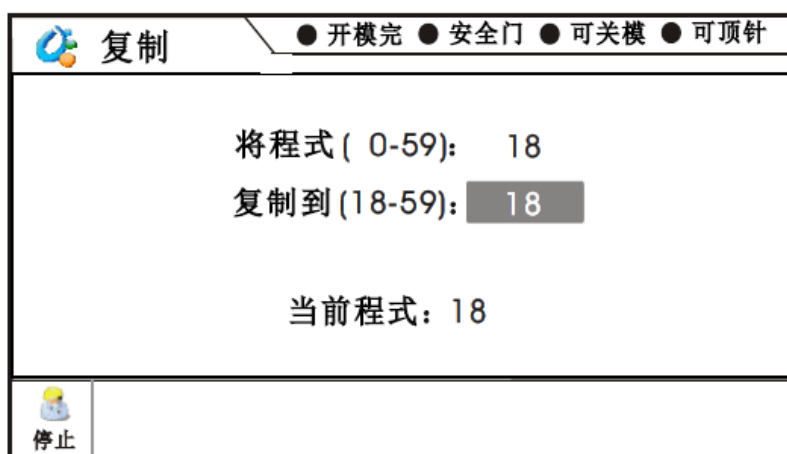 复制 ● 开模完 ● 安全门 ● 可关模 ● 可顶针
将程式( 0-59): 18
复制到(18-59): 18
当前程式: 18
停止